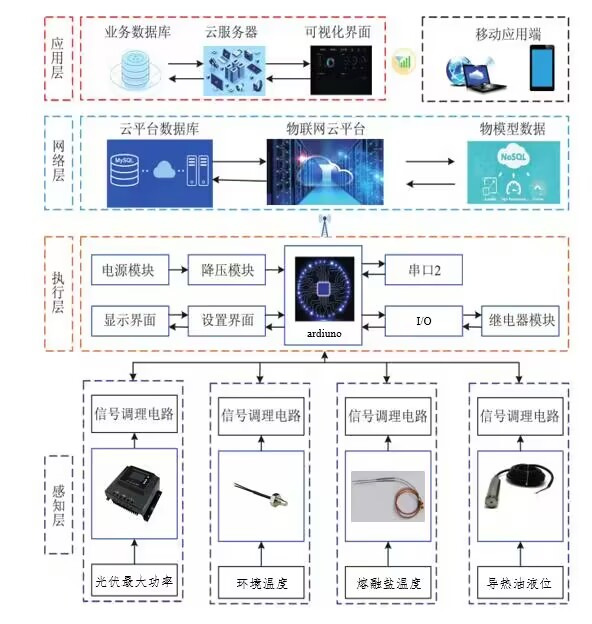 应用层
业务数据库
云服务器
可视化界面
移动应用端
网络层
云平台数据库
物联网云平台
物模型数据
MySQL
NoSQL
执行层
电源模块
降压模块
串口2
显示界面
设置界面
ardiuno
I/O
继电器模块
感知层
信号调理电路
信号调理电路
信号调理电路
信号调理电路
光伏最大功率
环境温度
熔融盐温度
导热油液位